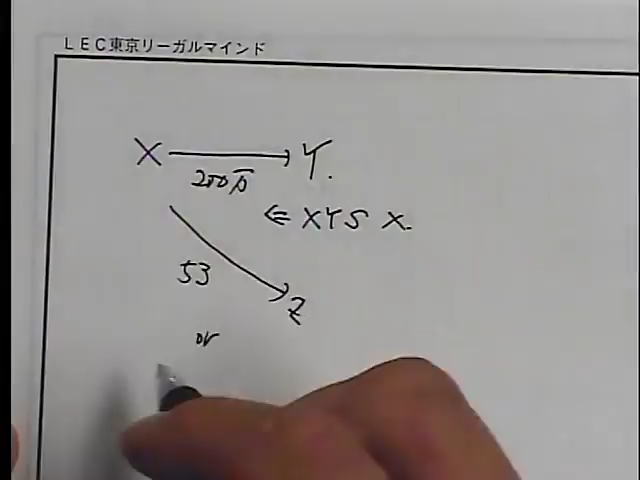 LEC東京リーガルマインド
X → Y.
200万
⇐ XYS X.
53
Z
or